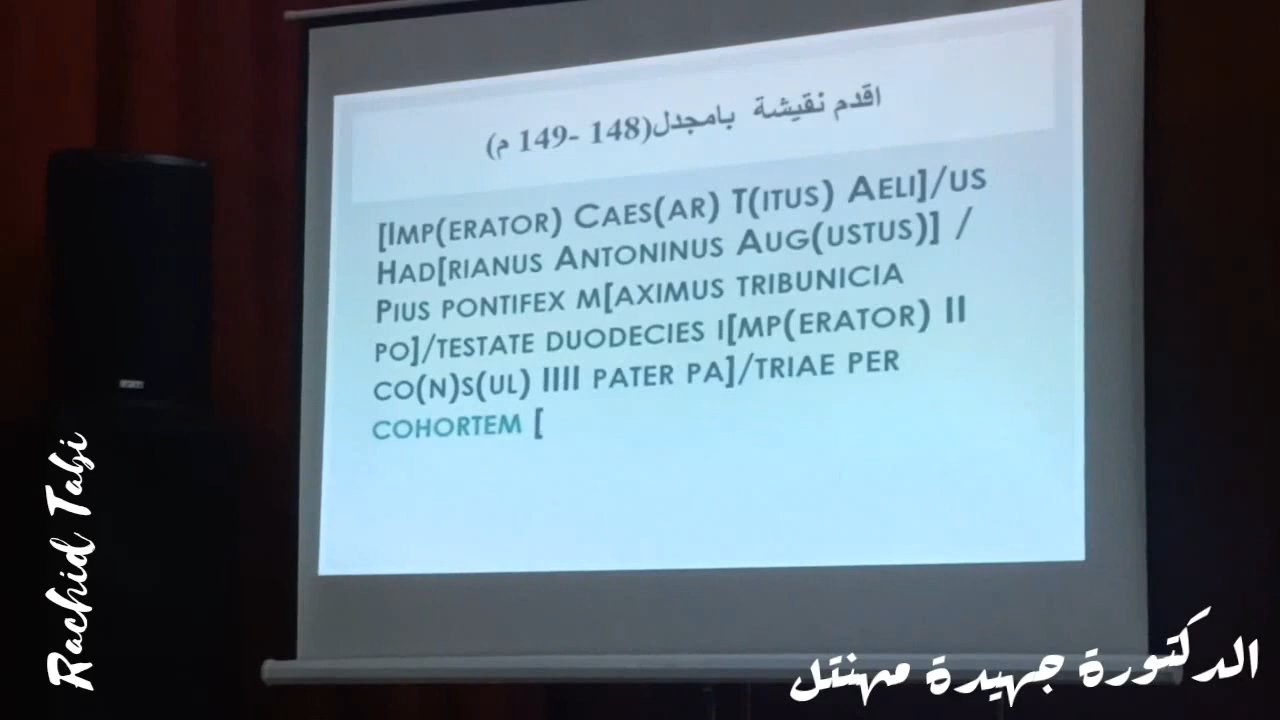 اقدم نقيشة بامجدل(148 -149 م)
[IMP(ERATOR) CAES(AR) T(ITUS) AELI]/US
HAD[RIANUS ANTONINUS AUG(USTUS)] /
PIUS PONTIFEX M[AXIMUS TRIBUNICIA
PO]/TESTATE DUODECIES I[MP(ERATOR) II
CO(N)S(UL) IIII PATER PA]/TRIAE PER
COHORTEM [
Rachid Tabi
الدكتورة جهيدة مهنتل